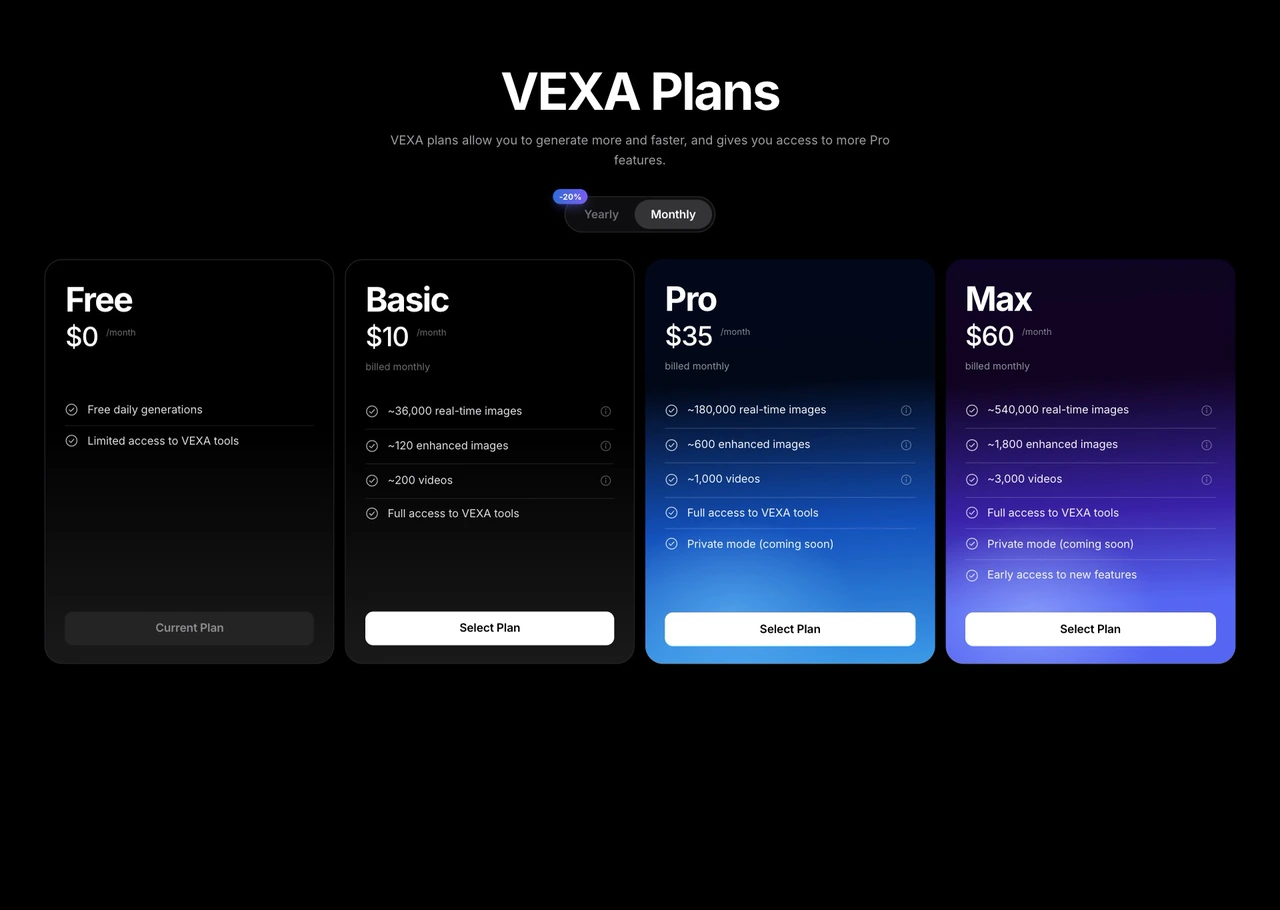 VEXA Plans
VEXA plans allow you to generate more and faster, and gives you access to more Pro
features.
-20%
Yearly
Monthly
Free
$0 /month
Free daily generations
Limited access to VEXA tools
Current Plan
Basic
$10 /month
billed monthly
~36,000 real-time images
~120 enhanced images
~200 videos
Full access to VEXA tools
Select Plan
Pro
$35 /month
billed monthly
~180,000 real-time images
~600 enhanced images
~1,000 videos
Full access to VEXA tools
Private mode (coming soon)
Select Plan
Max
$60 /month
billed monthly
~540,000 real-time images
~1,800 enhanced images
~3,000 videos
Full access to VEXA tools
Private mode (coming soon)
Early access to new features
Select Plan